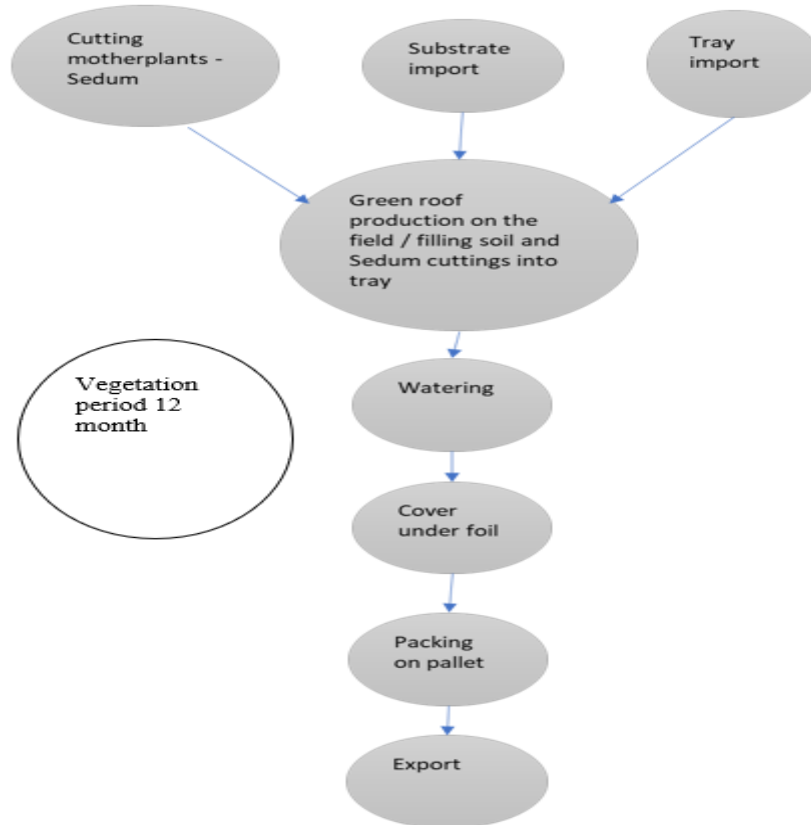 Cutting
motherplants -
Sedum
Substrate
import
Tray
import
Green roof
production on the
field / filling soil and
Sedum cuttings into
tray
Vegetation
period 12
month
Watering
Cover
under foil
Packing
on pallet
Export